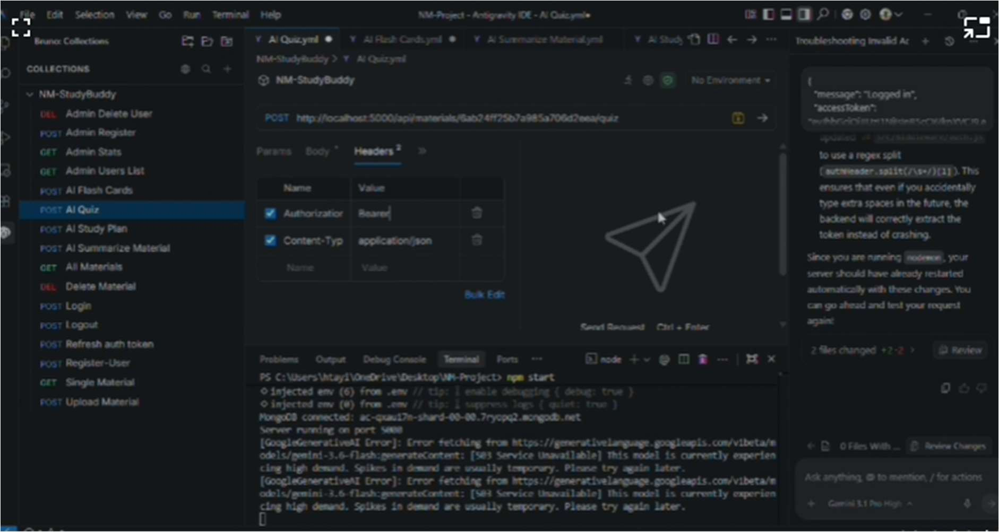 File Edit Selection View Go Run Terminal Help
NM-Project - Antigravity IDE - AI Quiz.yml
Bruno: Collections
COLLECTIONS
NM-StudyBuddy
DEL Admin Delete User
POST Admin Register
GET Admin Stats
GET Admin Users List
POST AI Flash Cards
POST AI Quiz
POST AI Study Plan
POST AI Summarize Material
GET All Materials
DEL Delete Material
POST Login
POST Logout
POST Refresh auth token
POST Register-User
GET Single Material
POST Upload Material
AI Quiz.yml AI Flash Cards.yml AI Summarize Material.yml AI Study
NM-StudyBuddy > AI Quiz.yml
NM-StudyBuddy No Environment
POST http://localhost:5000/api/materials/6ab24ff25b7a985a706d2eea/quiz
Params Body Headers 2
Name Value
Authorization Bearer
Content-Typ application/json
Name Value
Bulk Edit
Send Request Ctrl + Enter
Problems Output Debug Console Terminal Ports ... node
PS C:\Users\htayi\OneDrive\Desktop\NM-Project> npm start
injected env (6) from .env // tip: enable debugging { debug: true }
injected env (0) from .env // tip: suppress logs { quiet: true }
MongoDB connected: ac-qxau17n-shard-00-00.7ryopq2.mongodb.net
Server running on port 5000
[GoogleGenerativeAI Error]: Error fetching from https://generativelanguage.googleapis.com/v1beta/m
odels/gemini-3.6-flash:generateContent: [503 Service Unavailable] This model is currently experien
cing high demand. Spikes in demand are usually temporary. Please try again later.
[GoogleGenerativeAI Error]: Error fetching from https://generativelanguage.googleapis.com/v1beta/m
odels/gemini-3.6-flash:generateContent: [503 Service Unavailable] This model is currently experien
cing high demand. Spikes in demand are usually temporary. Please try again later.
Troubleshooting Invalid Ac
{
"message": "Logged in",
"accessToken":
updated src/middleware/auth.js
to use a regex split
(authHeader.split(/\s+/)[1]). This
ensures that even if you accidentally
type extra spaces in the future, the
backend will correctly extract the
token instead of crashing.
Since you are running nodemon, your
server should have already restarted
automatically with these changes. You
can go ahead and test your request
again!
2 files changed +2 -2 > Review
0 Files With ... Review Changes
Ask anything, @ to mention, / for actions
Gemini 3.1 Pro High